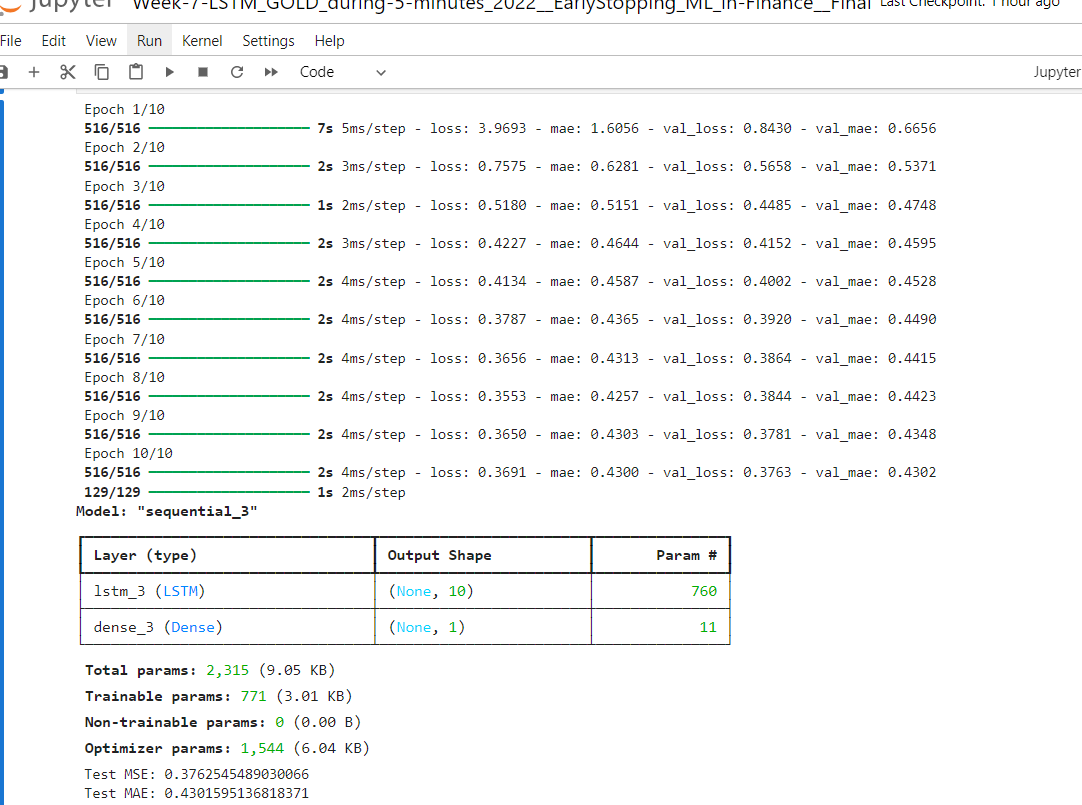 Jupyter Week-7-LSTM_GOLD_during-5-minutes_2022__EarlyStopping_ML_in-Finance__Final Last Checkpoint: 1 hour ago
File Edit View Run Kernel Settings Help
Code Jupyter
Epoch 1/10
516/516 7s 5ms/step - loss: 3.9693 - mae: 1.6056 - val_loss: 0.8430 - val_mae: 0.6656
Epoch 2/10
516/516 2s 3ms/step - loss: 0.7575 - mae: 0.6281 - val_loss: 0.5658 - val_mae: 0.5371
Epoch 3/10
516/516 1s 2ms/step - loss: 0.5180 - mae: 0.5151 - val_loss: 0.4485 - val_mae: 0.4748
Epoch 4/10
516/516 2s 3ms/step - loss: 0.4227 - mae: 0.4644 - val_loss: 0.4152 - val_mae: 0.4595
Epoch 5/10
516/516 2s 4ms/step - loss: 0.4134 - mae: 0.4587 - val_loss: 0.4002 - val_mae: 0.4528
Epoch 6/10
516/516 2s 4ms/step - loss: 0.3787 - mae: 0.4365 - val_loss: 0.3920 - val_mae: 0.4490
Epoch 7/10
516/516 2s 4ms/step - loss: 0.3656 - mae: 0.4313 - val_loss: 0.3864 - val_mae: 0.4415
Epoch 8/10
516/516 2s 4ms/step - loss: 0.3553 - mae: 0.4257 - val_loss: 0.3844 - val_mae: 0.4423
Epoch 9/10
516/516 2s 4ms/step - loss: 0.3650 - mae: 0.4303 - val_loss: 0.3781 - val_mae: 0.4348
Epoch 10/10
516/516 2s 4ms/step - loss: 0.3691 - mae: 0.4300 - val_loss: 0.3763 - val_mae: 0.4302
129/129 1s 2ms/step
Model: "sequential_3"
Layer (type) Output Shape Param #
lstm_3 (LSTM) (None, 10) 760
dense_3 (Dense) (None, 1) 11
Total params: 2,315 (9.05 KB)
Trainable params: 771 (3.01 KB)
Non-trainable params: 0 (0.00 B)
Optimizer params: 1,544 (6.04 KB)
Test MSE: 0.3762545489030066
Test MAE: 0.4301595136818371